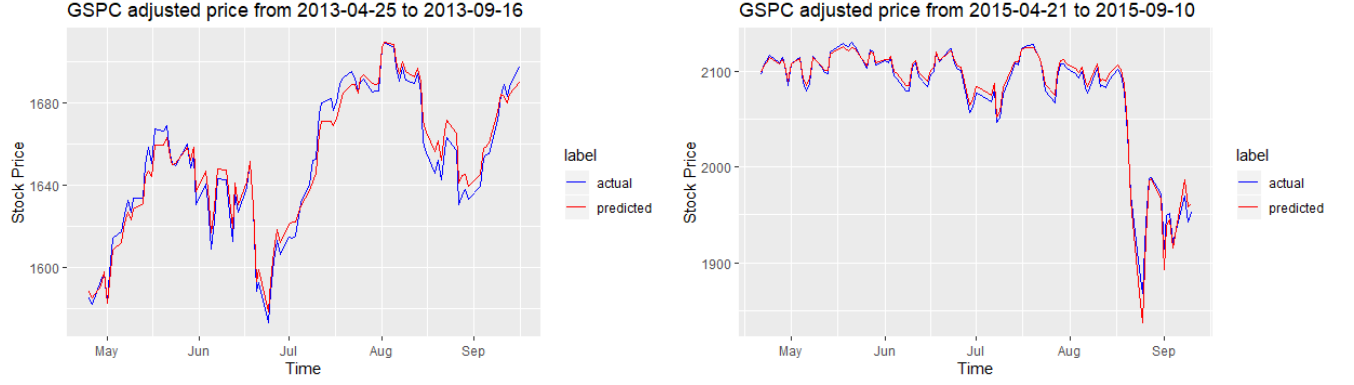 GSPC adjusted price from 2013-04-25 to 2013-09-16
Stock Price
1680
1640
1600
May Jun Jul Aug Sep
Time
label
actual
predicted
GSPC adjusted price from 2015-04-21 to 2015-09-10
Stock Price
2100
2000
1900
May Jun Jul Aug Sep
Time
label
actual
predicted